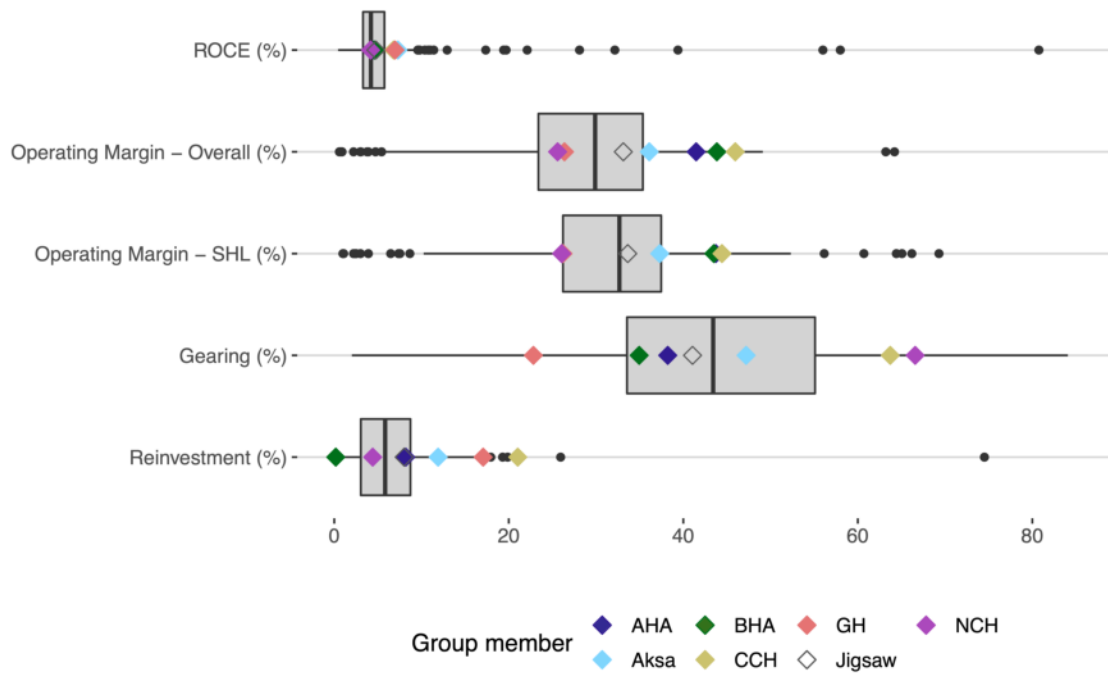 ROCE (%)
Operating Margin − Overall (%)
Operating Margin − SHL (%)
Gearing (%)
Reinvestment (%)
0 20 40 60 80
Group member
AHA BHA GH NCH
Aksa CCH Jigsaw